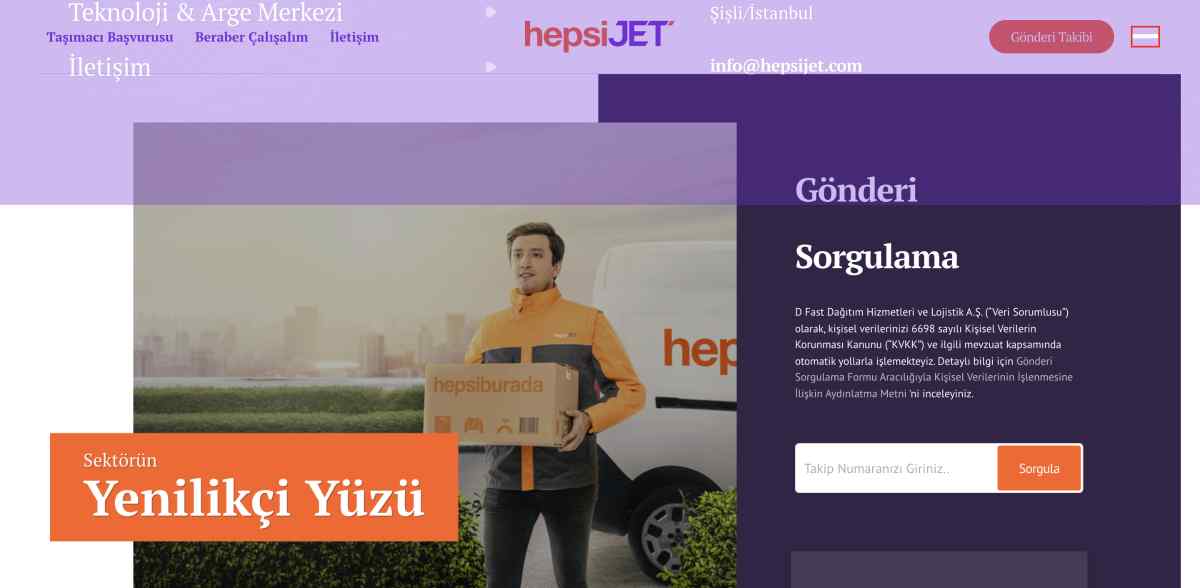 Teknoloji & Arge Merkezi
Şişli/İstanbul
Taşımacı Başvurusu
Beraber Çalışalım
İletişim
hepsiJET
Gönderi Takibi
İletişim
info@hepsijet.com
Gönderi
Sorgulama
D Fast Dağıtım Hizmetleri ve Lojistik A.Ş. (“Veri Sorumlusu”)
olarak, kişisel verilerinizi 6698 sayılı Kişisel Verilerin
Korunması Kanunu (“KVKK”) ve ilgili mevzuat kapsamında
otomatik yollarla işlemekteyiz. Detaylı bilgi için Gönderi
Sorgulama Formu Aracılığıyla Kişisel Verilerinin İşlenmesine
İlişkin Aydınlatma Metni 'ni inceleyiniz.
hep
hepsiburada
Takip Numaranızı Giriniz..
Sorgula
Sektörün
Yenilikçi Yüzü